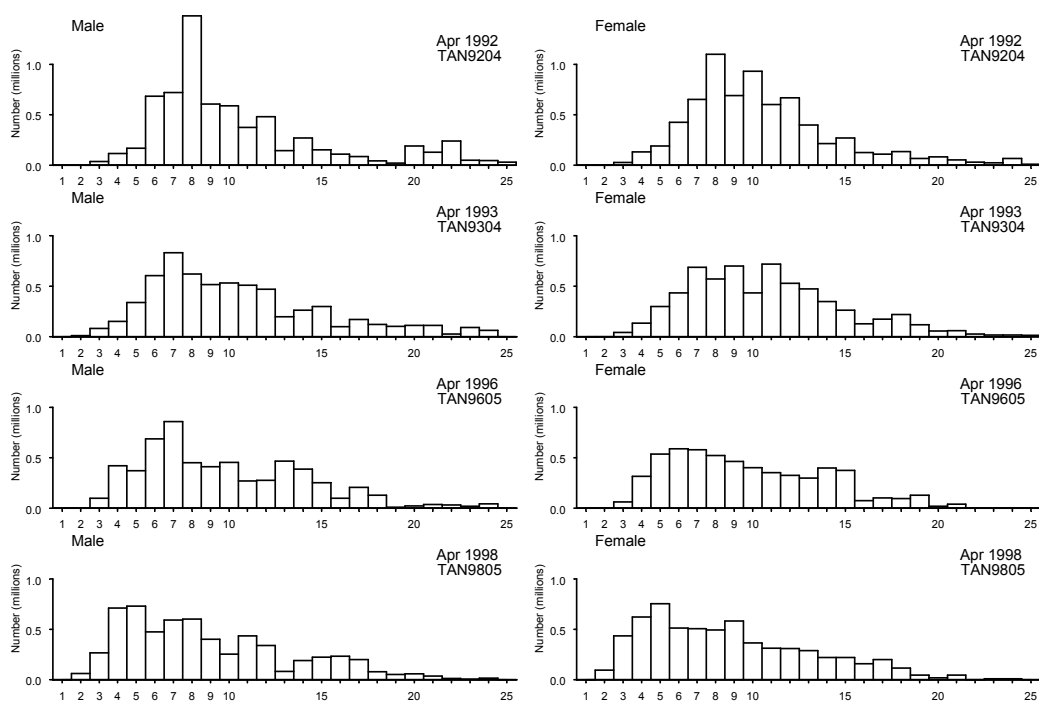 Male
Apr 1992
TAN9204
Number (millions)
1.0
0.5
0.0
1 2 3 4 5 6 7 8 9 10 15 20 25
Female
Apr 1992
TAN9204
Number (millions)
1.0
0.5
0.0
1 2 3 4 5 6 7 8 9 10 15 20 25
Male
Apr 1993
TAN9304
Number (millions)
1.0
0.5
0.0
1 2 3 4 5 6 7 8 9 10 15 20 25
Female
Apr 1993
TAN9304
Number (millions)
1.0
0.5
0.0
1 2 3 4 5 6 7 8 9 10 15 20 25
Male
Apr 1996
TAN9605
Number (millions)
1.0
0.5
0.0
1 2 3 4 5 6 7 8 9 10 15 20 25
Female
Apr 1996
TAN9605
Number (millions)
1.0
0.5
0.0
1 2 3 4 5 6 7 8 9 10 15 20 25
Male
Apr 1998
TAN9805
Number (millions)
1.0
0.5
0.0
1 2 3 4 5 6 7 8 9 10 15 20 25
Female
Apr 1998
TAN9805
Number (millions)
1.0
0.5
0.0
1 2 3 4 5 6 7 8 9 10 15 20 25